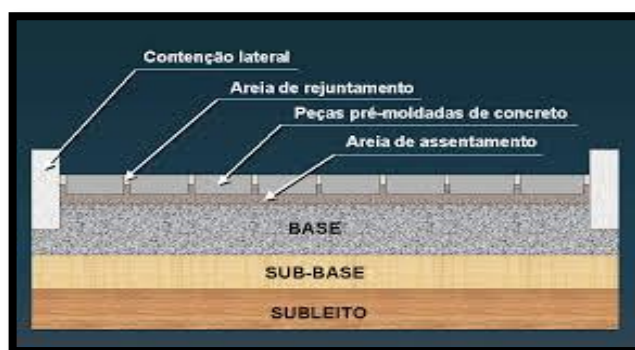 Contenção lateral
Areia de rejuntamento
Peças pré-moldadas de concreto
Areia de assentamento
BASE
SUB-BASE
SUBLEITO